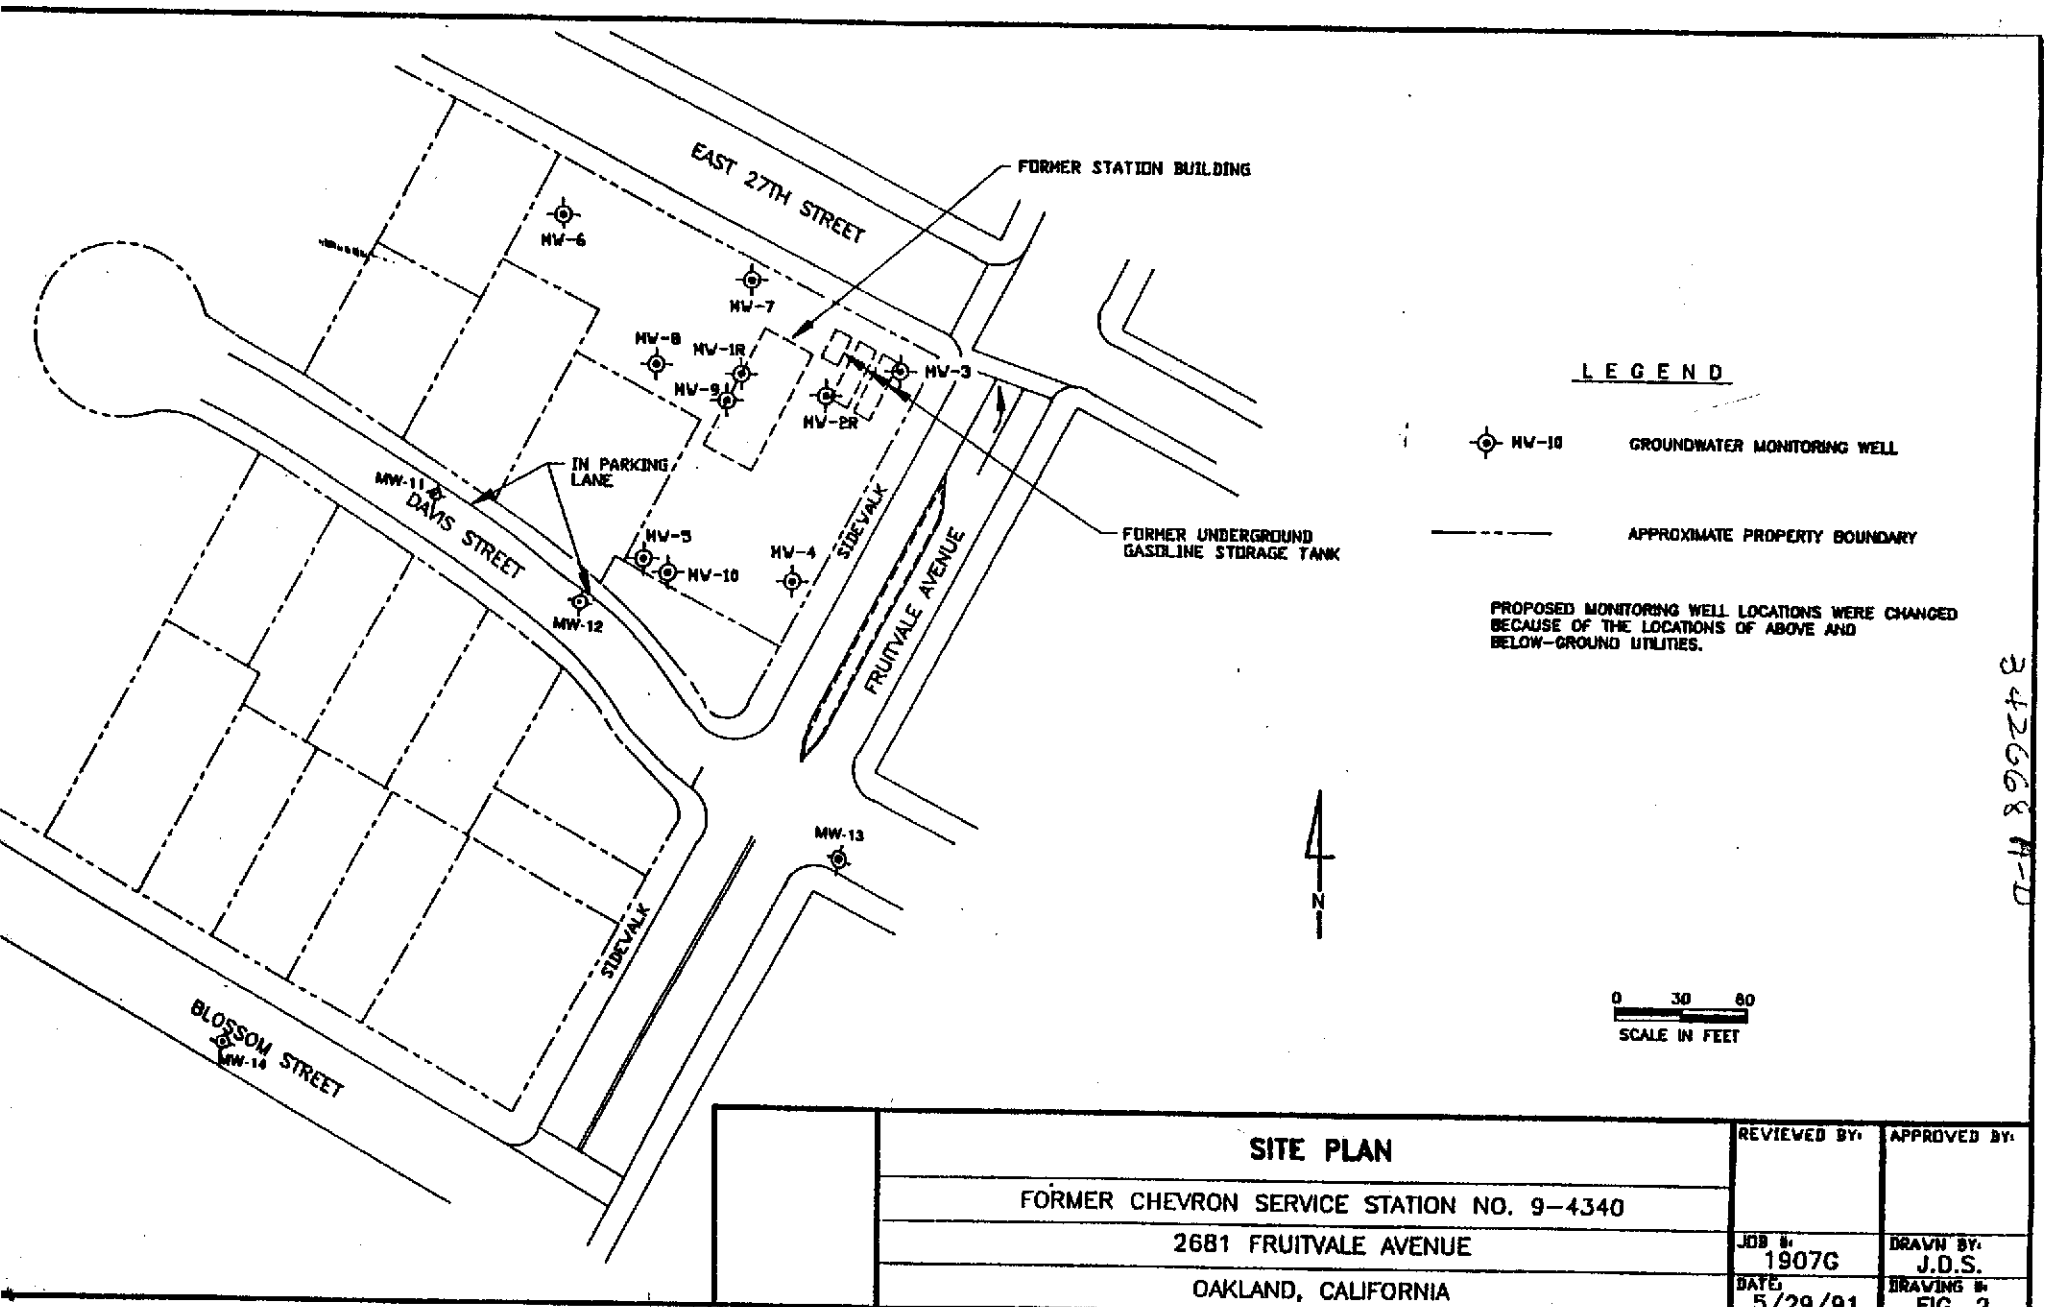 EAST 27TH STREET
FORMER STATION BUILDING
MW-6
MW-7
MW-8
MW-1R
MW-9
MW-3
MW-2R
IN PARKING
LANE
MW-11
DAVIS STREET
SIDEWALK
MW-5
MW-4
MW-10
MW-12
FRUITVALE AVENUE
FORMER UNDERGROUND
GASOLINE STORAGE TANK
LEGEND
MW-10 GROUNDWATER MONITORING WELL
APPROXIMATE PROPERTY BOUNDARY
PROPOSED MONITORING WELL LOCATIONS WERE CHANGED
BECAUSE OF THE LOCATIONS OF ABOVE AND
BELOW-GROUND UTILITIES.
MW-13
SIDEWALK
N
BLOSSOM STREET
MW-14
0 30 60
SCALE IN FEET
SITE PLAN
FORMER CHEVRON SERVICE STATION NO. 9-4340
2681 FRUITVALE AVENUE
OAKLAND, CALIFORNIA
REVIEWED BY:
APPROVED BY:
JOB #:
1907G
DRAWN BY:
J.D.S.
DATE:
5/29/91
DRAWING #:
FIG. 2